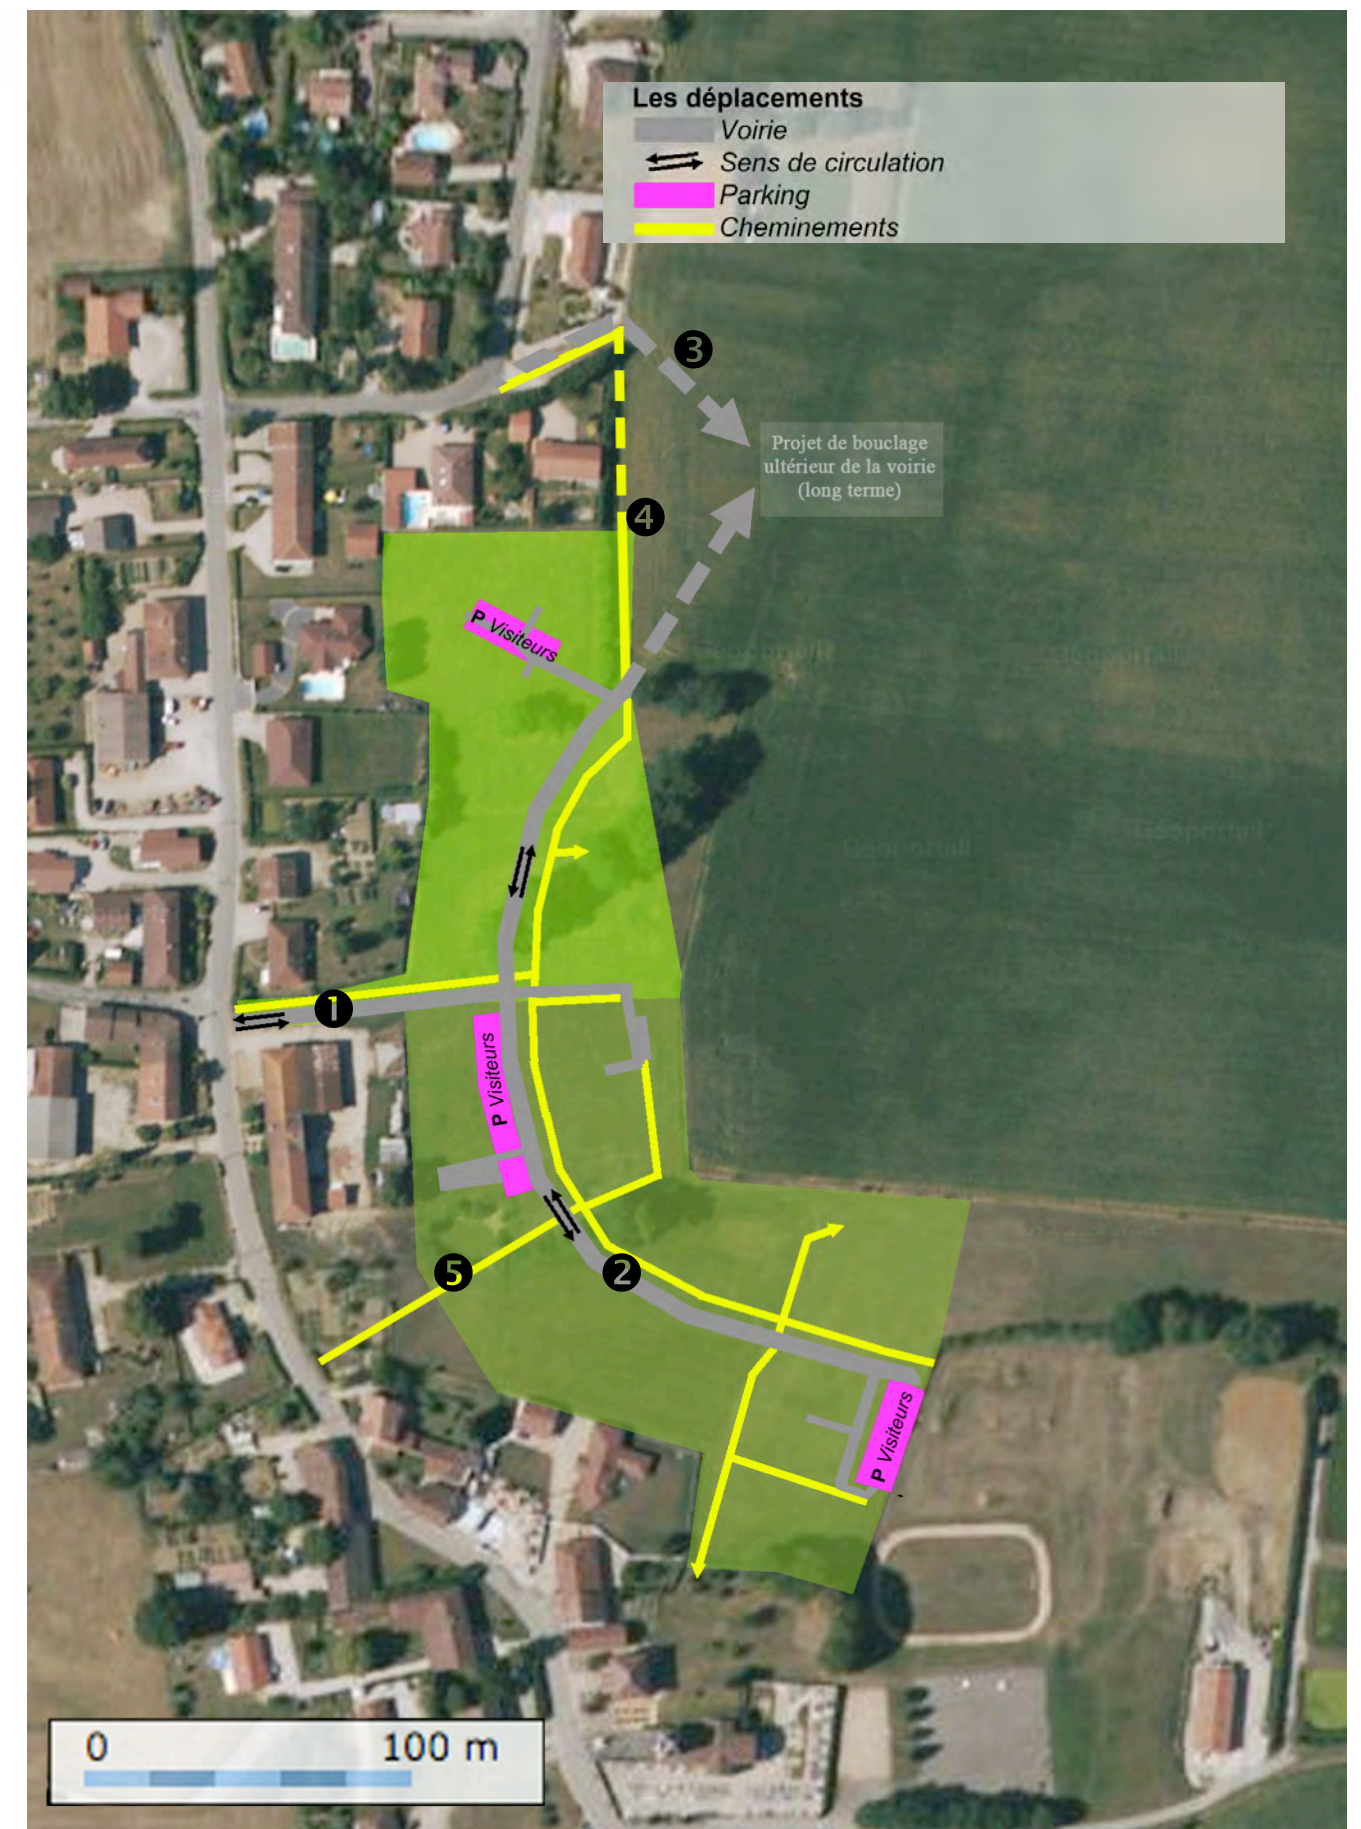 Les déplacements
Voirie
Sens de circulation
Parking
Cheminements
3
Projet de bouclage
ultérieur de la voirie
(long terme)
4
P Visiteurs
Géoportail
1
P Visiteurs
5
2
P Visiteurs
0 100 m